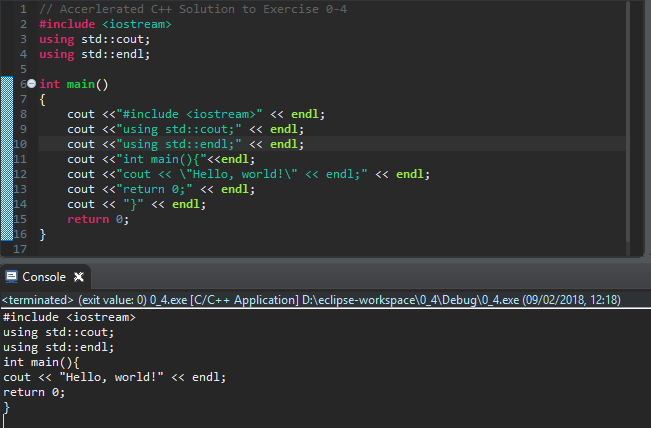 1 // Accerlerated C++ Solution to Exercise 0-4
2 #include <iostream>
3 using std::cout;
4 using std::endl;
5
6 int main()
7 {
8     cout <<"#include <iostream>" << endl;
9     cout <<"using std::cout;" << endl;
10     cout <<"using std::endl;" << endl;
11     cout <<"int main(){"<<endl;
12     cout <<"cout << \"Hello, world!\" << endl;" << endl;
13     cout <<"return 0;" << endl;
14     cout << "}" << endl;
15     return 0;
16 }
17
Console
<terminated> (exit value: 0) 0_4.exe [C/C++ Application] D:\eclipse-workspace\0_4\Debug\0_4.exe (09/02/2018, 12:18)
#include <iostream>
using std::cout;
using std::endl;
int main(){
cout << "Hello, world!" << endl;
return 0;
}